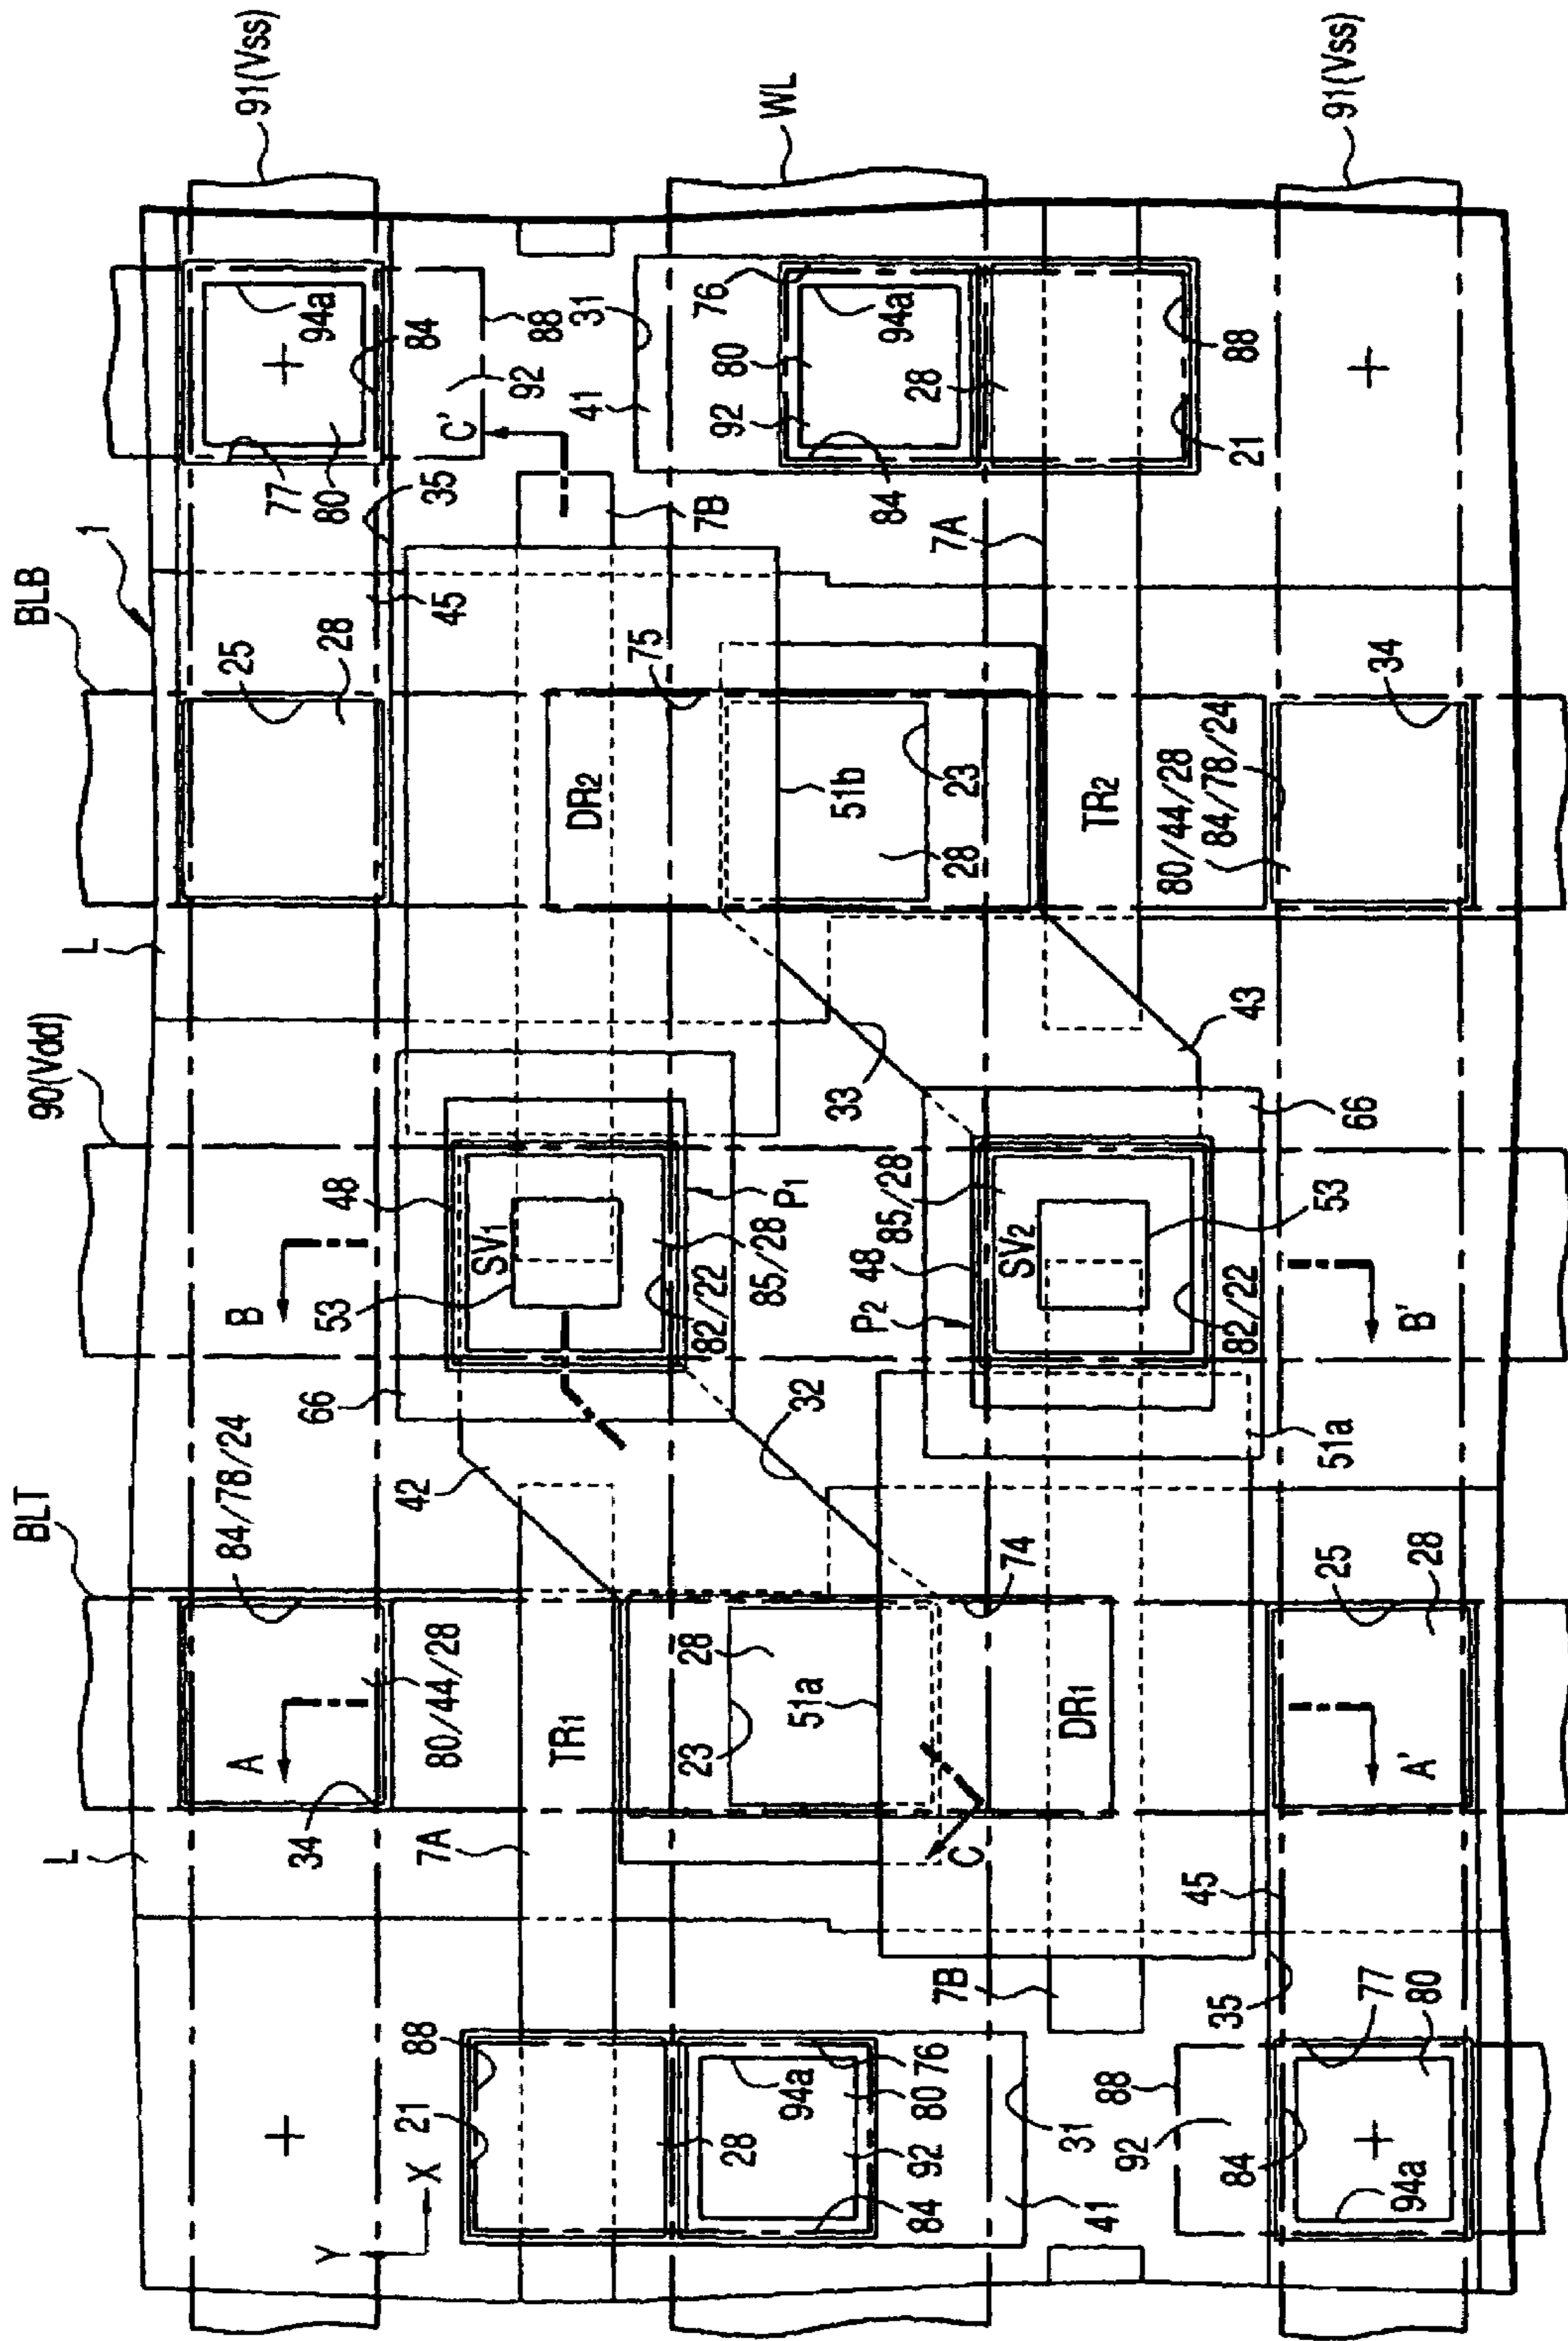 BLT
90(Vdd)
BLB
L
L
1
91(Vss)
84/78/24
B
48
25
28
77
80
94a
84
A
66
SV1
53
45
35
92
88
C'
34
80/44/28
42
P1
85/28
82/22
DR2
75
7B
31
41
76
7A
TR1
32
33
51b
23
28
92
80
94a
84
WL
Y
X
21
88
28
23
28
51a
C
74
P2
48
85/28
SV2
53
82/22
66
43
TR2
7A
28
21
88
94a
80
76
92
84
31
41
DR1
7B
51a
80/44/28
84/78/24
34
88
92
84
94a
77
80
35
45
A'
25
28
B'
91(Vss)